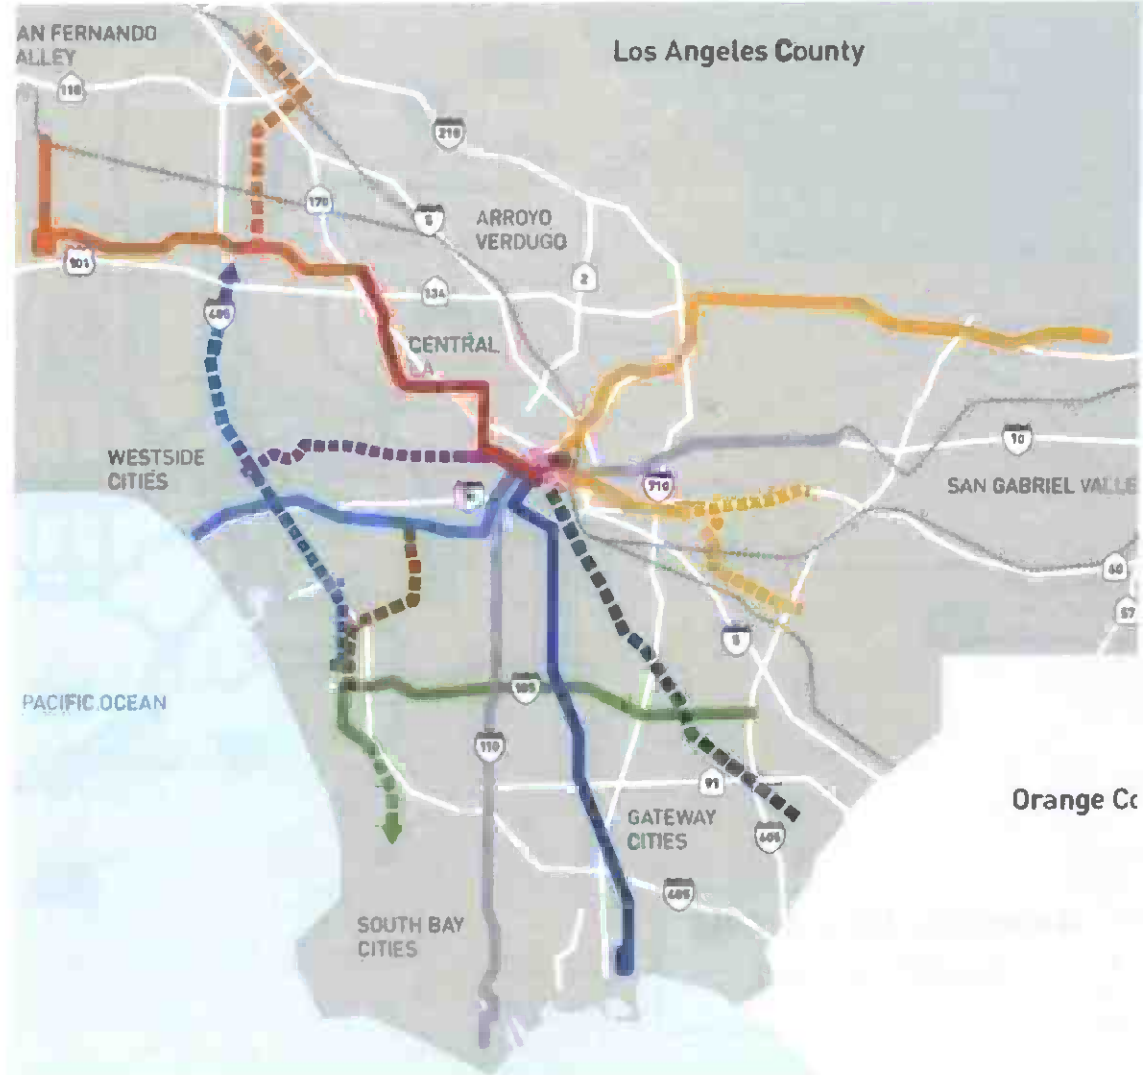 AN FERNANDO
ALLEY
Los Angeles County
118
210
170
5
ARROYO
VERDUGO
101
2
134
405
CENTRAL
LA
WESTSIDE
CITIES
10
710
SAN GABRIEL VALLE
60
57
5
PACIFIC OCEAN
105
110
91
Orange Co
GATEWAY
CITIES
605
405
SOUTH BAY
CITIES